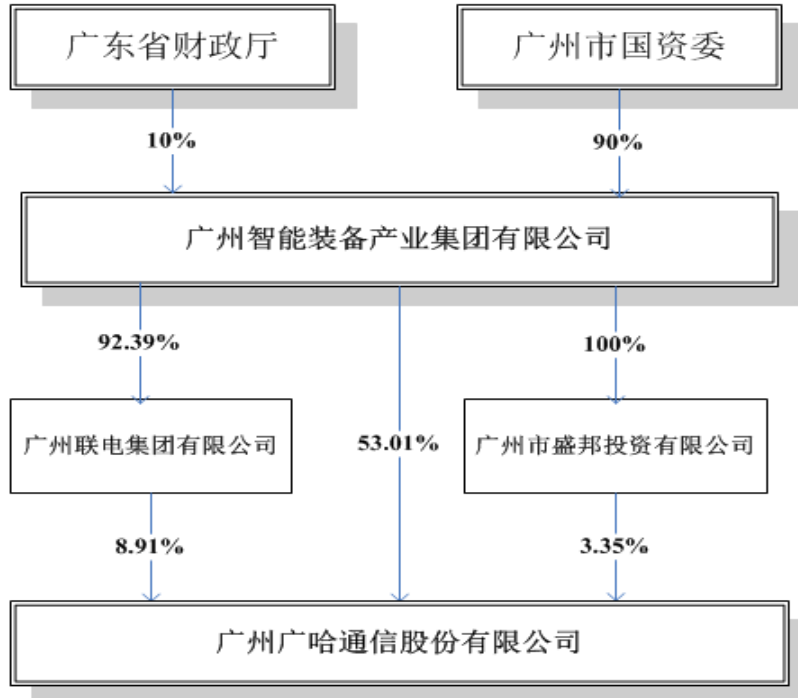 广东省财政厅
广州市国资委
10%
90%
广州智能装备产业集团有限公司
92.39%
100%
广州联电集团有限公司
53.01%
广州市盛邦投资有限公司
8.91%
3.35%
广州广哈通信股份有限公司